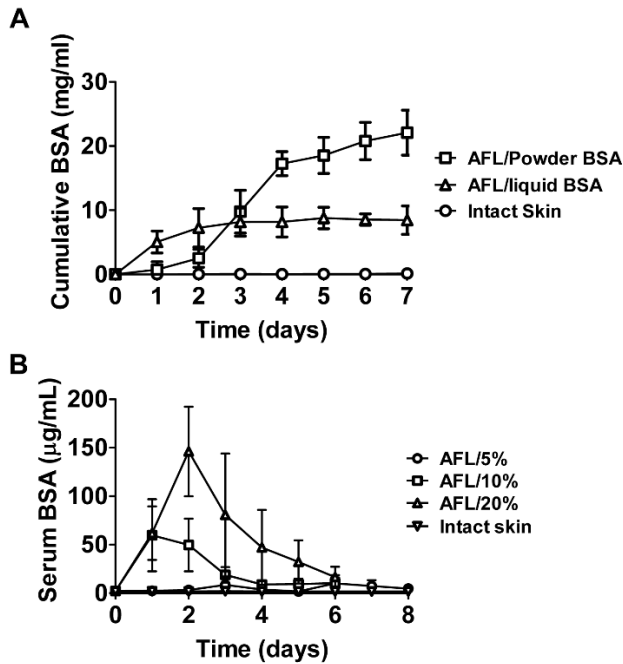 A
Cumulative BSA (mg/ml)
30
20
10
0
0 1 2 3 4 5 6 7
Time (days)
AFL/Powder BSA
AFL/liquid BSA
Intact Skin
B
Serum BSA (μg/mL)
200
150
100
50
0
0 2 4 6 8
Time (days)
AFL/5%
AFL/10%
AFL/20%
Intact skin